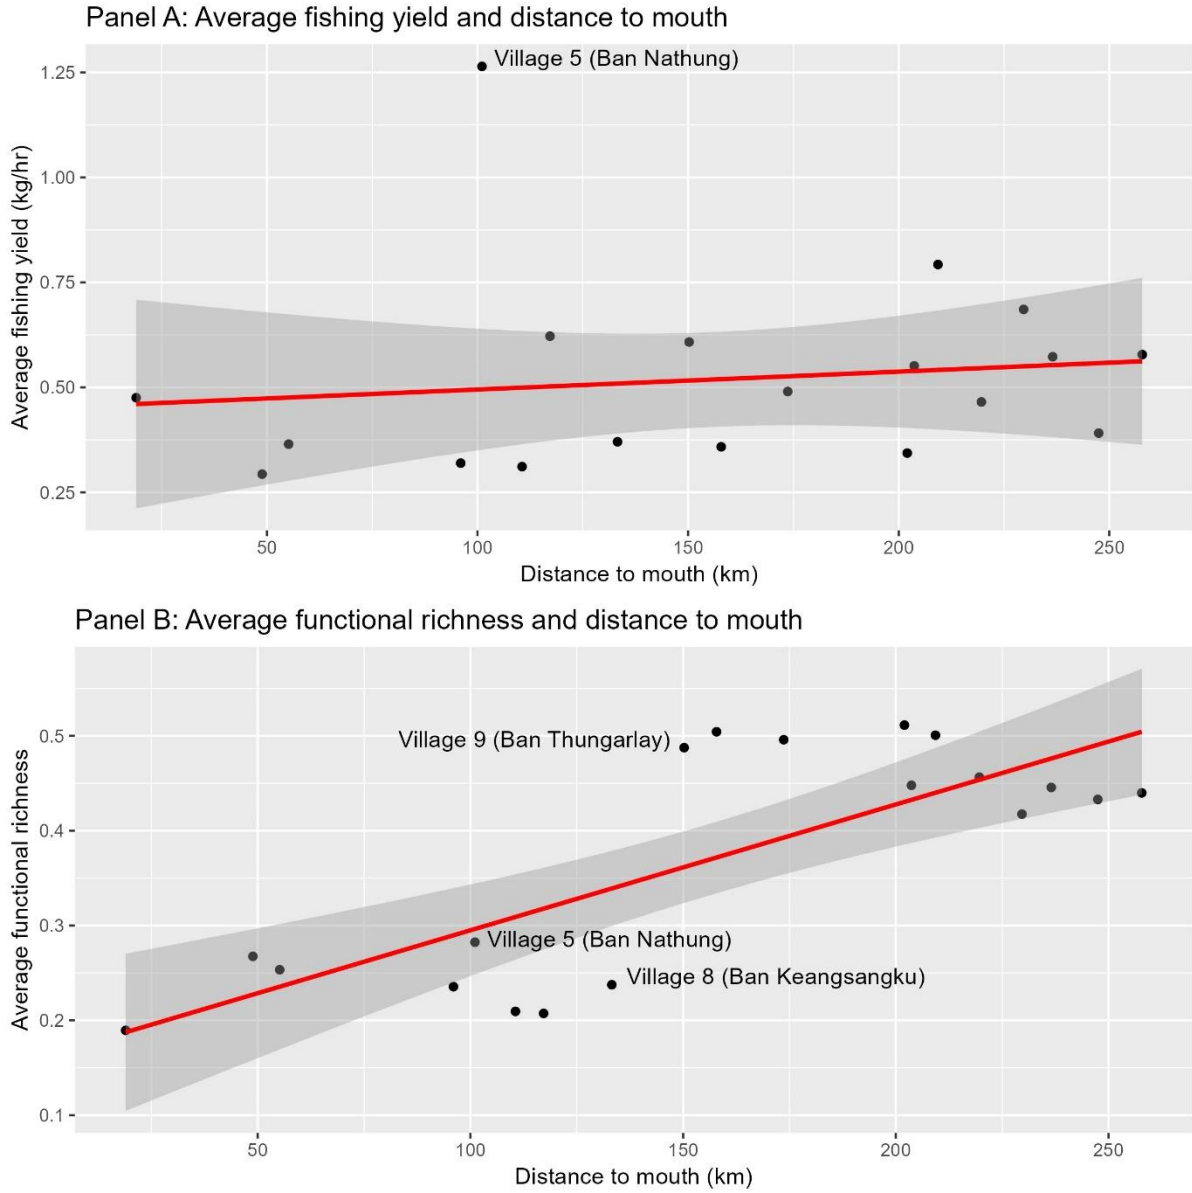 Panel A: Average fishing yield and distance to mouth
Village 5 (Ban Nathung)
1.25
1.00
0.75
0.50
0.25
Average fishing yield (kg/hr)
50 100 150 200 250
Distance to mouth (km)
Panel B: Average functional richness and distance to mouth
Village 9 (Ban Thungarlay)
Village 5 (Ban Nathung)
Village 8 (Ban Keangsangku)
0.5
0.4
0.3
0.2
0.1
Average functional richness
50 100 150 200 250
Distance to mouth (km)